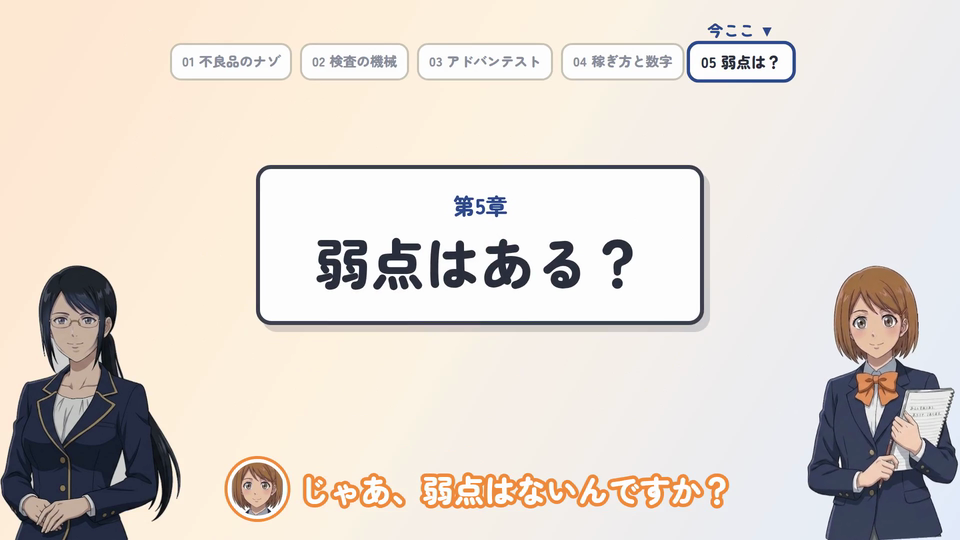 今ここ ▼
01 不良品のナゾ
02 検査の機械
03 アドバンテスト
04 稼ぎ方と数字
05 弱点は？
第5章
弱点はある？
じゃあ、弱点はないんですか？